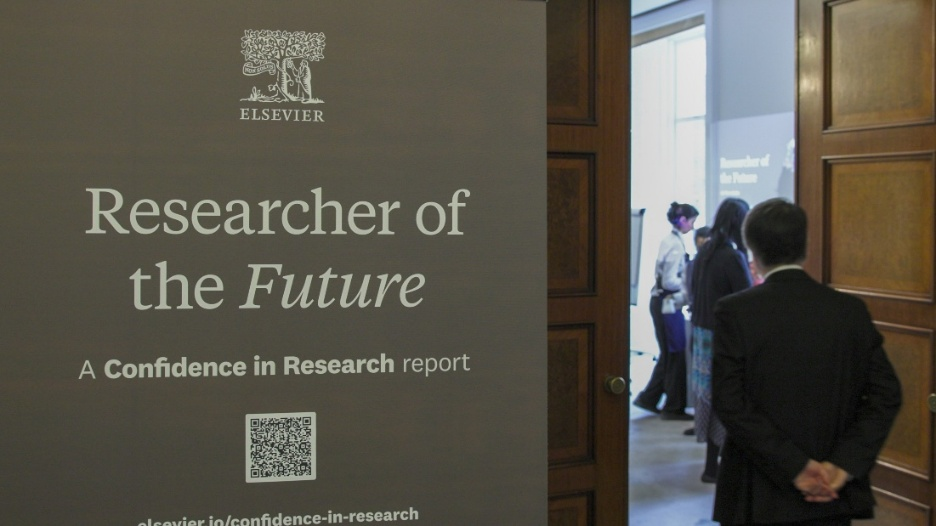 ELSEVIER
Researcher of
the Future
A Confidence in Research report
elsevier.io/confidence-in-research
Researcher of
the Future